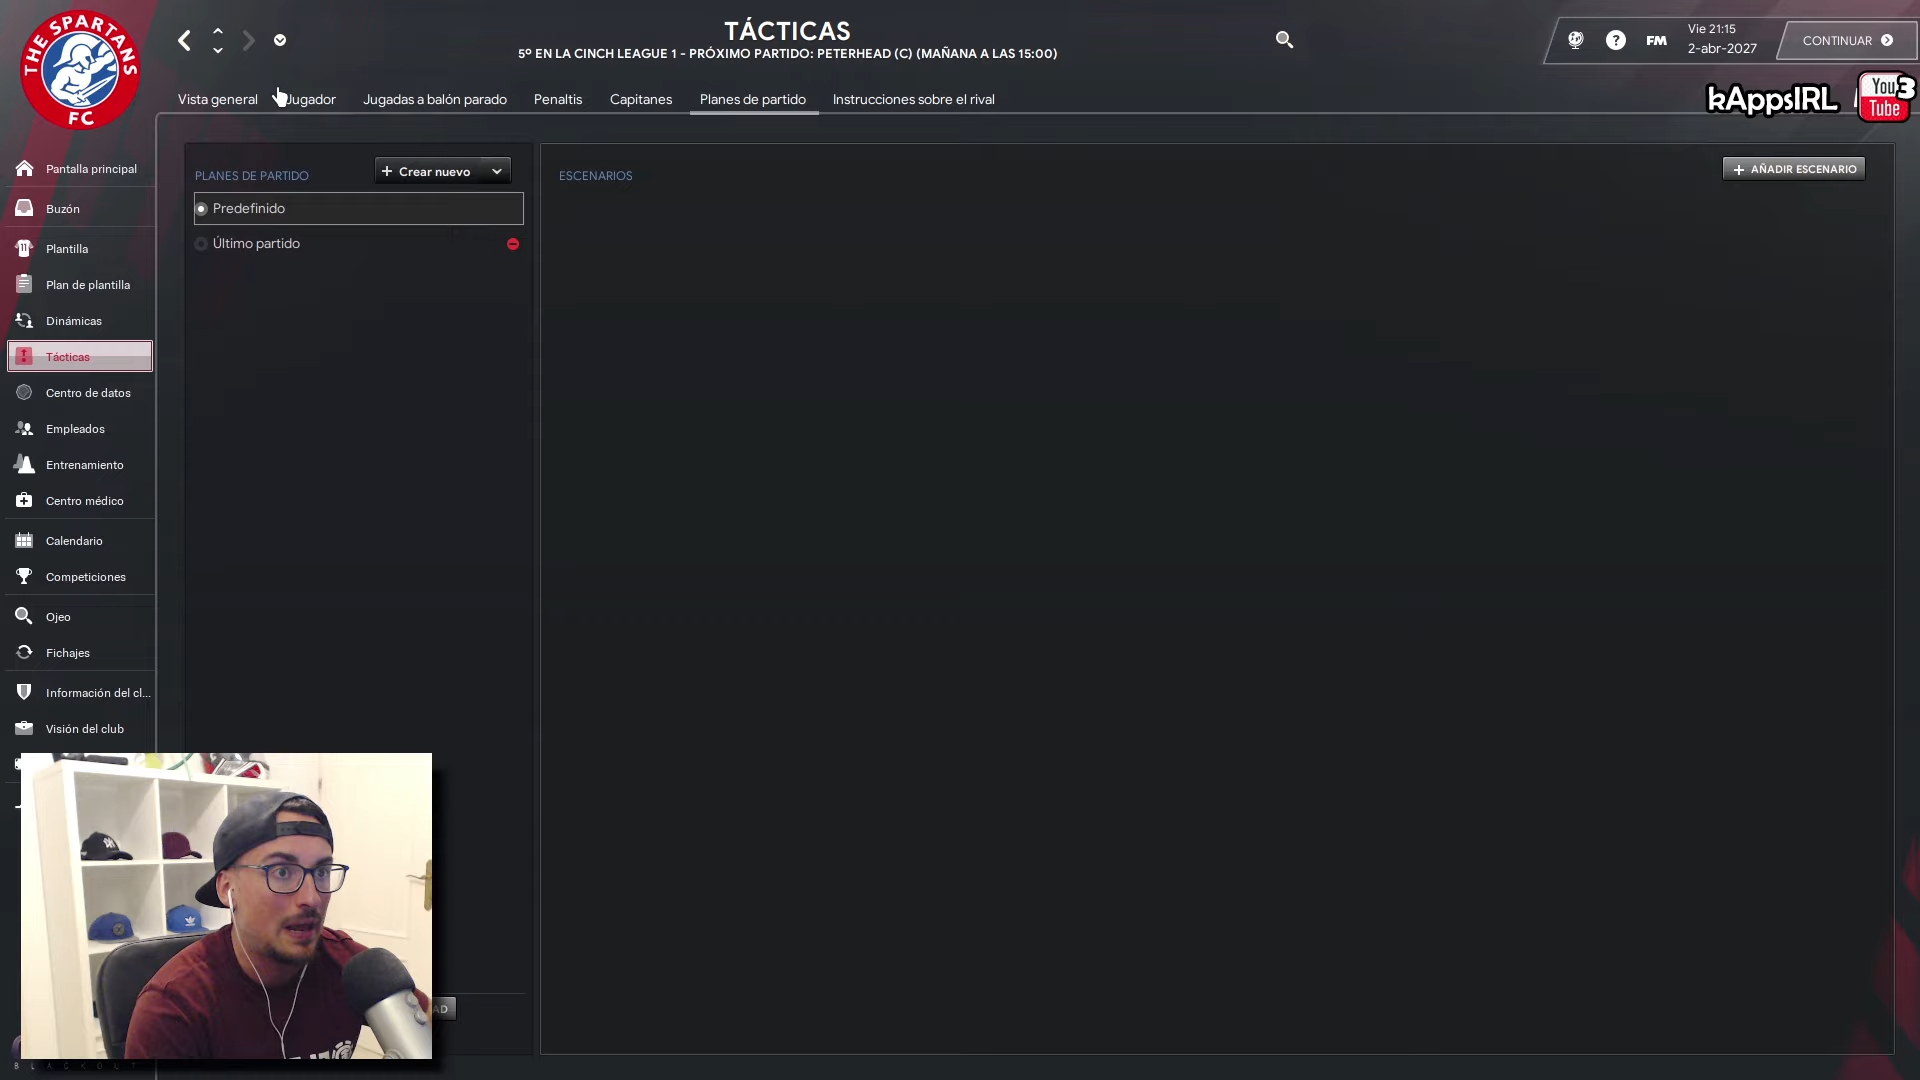 THE SPARTANS
FC
TÁCTICAS
5º EN LA CINCH LEAGUE 1 - PRÓXIMO PARTIDO: PETERHEAD (C) (MAÑANA A LAS 15:00)
FM
Vie 21:15
2-abr-2027
CONTINUAR
Vista general
Jugador
Jugadas a balón parado
Penaltis
Capitanes
Planes de partido
Instrucciones sobre el rival
kAppsIRL
You3
Tube
Pantalla principal
Buzón
Plantilla
Plan de plantilla
Dinámicas
Tácticas
Centro de datos
Empleados
Entrenamiento
Centro médico
Calendario
Competiciones
Ojeo
Fichajes
Información del cl...
Visión del club
PLANES DE PARTIDO
+ Crear nuevo
Predefinido
Último partido
ESCENARIOS
+ AÑADIR ESCENARIO
AD
BLACKOUT